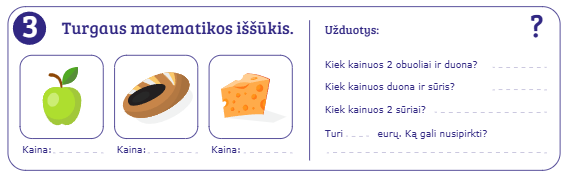 3 Turgaus matematikos iššūkis.
Kaina:
Kaina:
Kaina:
Užduotys:
?
Kiek kainuos 2 obuoliai ir duona?
Kiek kainuos duona ir sūris?
Kiek kainuos 2 sūriai?
Turi eurų. Ką gali nusipirkti?